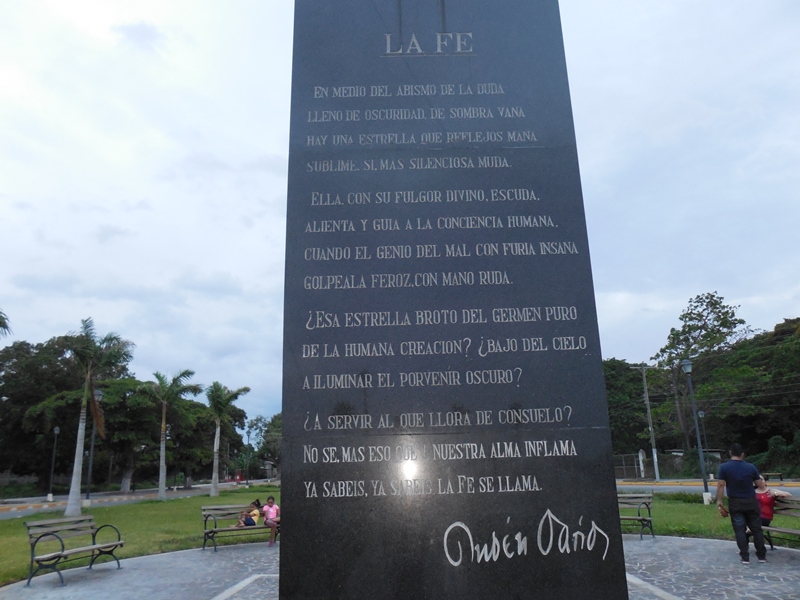 LA FE
EN MEDIO DEL ABISMO DE LA DUDA
LLENO DE OSCURIDAD, DE SOMBRA VANA
HAY UNA ESTRELLA QUE REFLEJOS MANA
SUBLIME, SI, MAS SILENCIOSA MUDA.
ELLA, CON SU FULGOR DIVINO, ESCUDA,
ALIENTA Y GUIA A LA CONCIENCIA HUMANA,
CUANDO EL GENIO DEL MAL CON FURIA INSANA
GOLPEALA FEROZ, CON MANO RUDA.
¿ESA ESTRELLA BROTO DEL GERMEN PURO
DE LA HUMANA CREACION? ¿BAJO DEL CIELO
A ILUMINAR EL PORVENIR OSCURO?
¿A SERVIR AL QUE LLORA DE CONSUELO?
NO SE, MAS ESO QUE A NUESTRA ALMA INFLAMA
YA SABEIS, YA SABEIS, LA FE SE LLAMA.
Rubén Darío